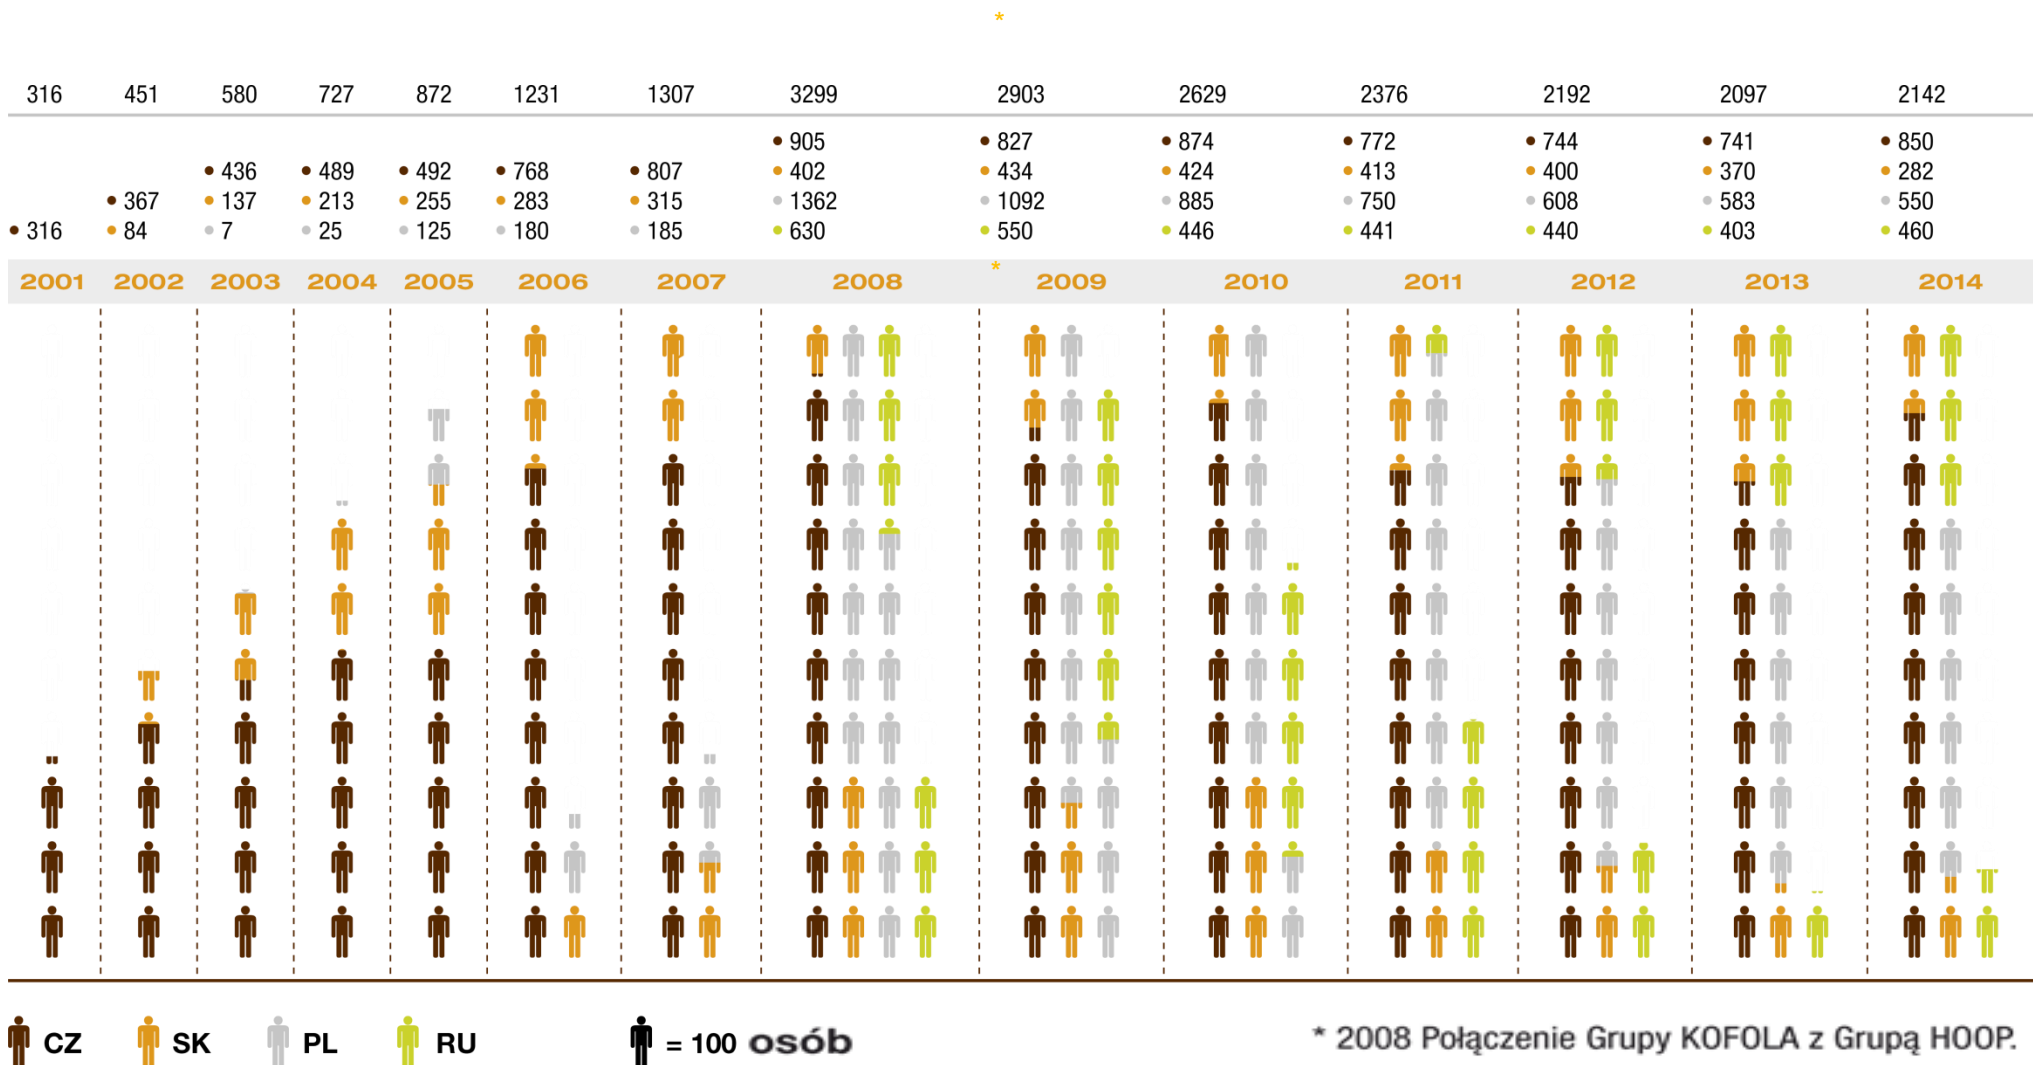 *
316 451 580 727 872 1231 1307 3299 2903 2629 2376 2192 2097 2142
• 905 • 827 • 874 • 772 • 744 • 741 • 850
• 436 • 489 • 492 • 768 • 807 • 402 • 434 • 424 • 413 • 400 • 370 • 282
• 367 • 137 • 213 • 255 • 283 • 315 • 1362 • 1092 • 885 • 750 • 608 • 583 • 550
• 316 • 84 • 7 • 25 • 125 • 180 • 185 • 630 • 550 • 446 • 441 • 440 • 403 • 460
2001 2002 2003 2004 2005 2006 2007 2008 * 2009 2010 2011 2012 2013 2014
CZ SK PL RU = 100 osób
* 2008 Połączenie Grupy KOFOLA z Grupą HOOP.